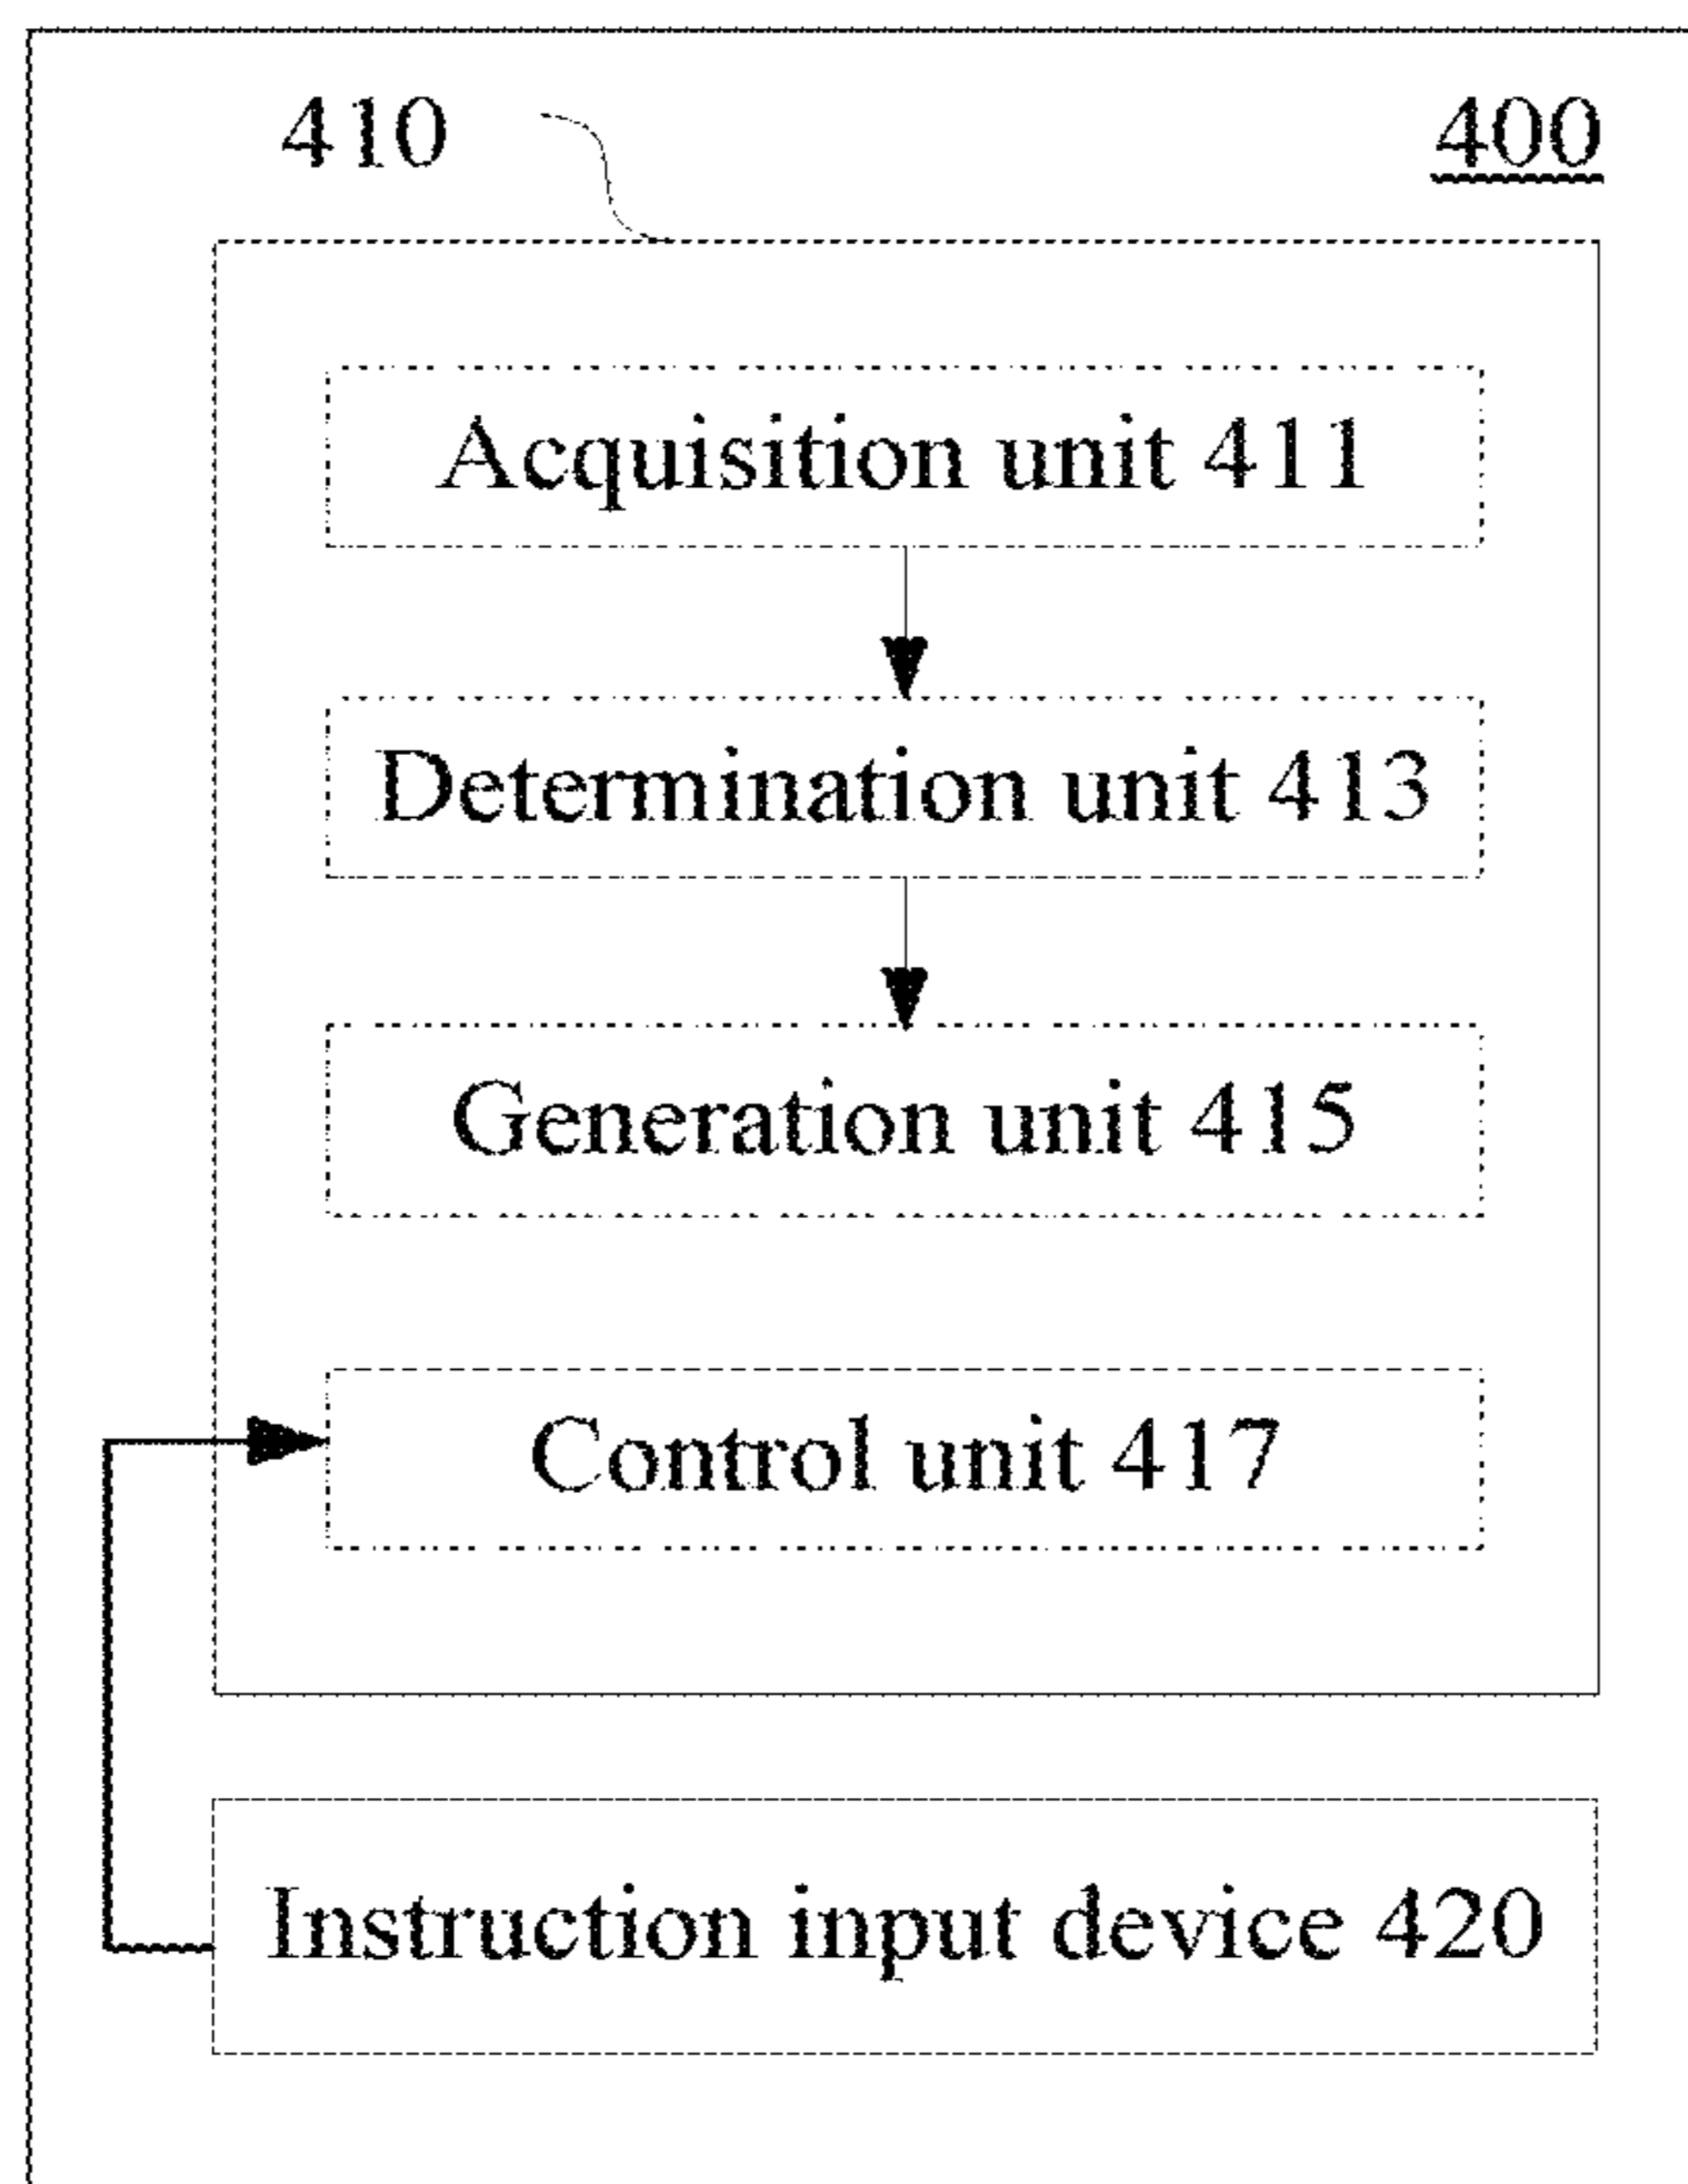 410
400
Acquisition unit 411
Determination unit 413
Generation unit 415
Control unit 417
Instruction input device 420